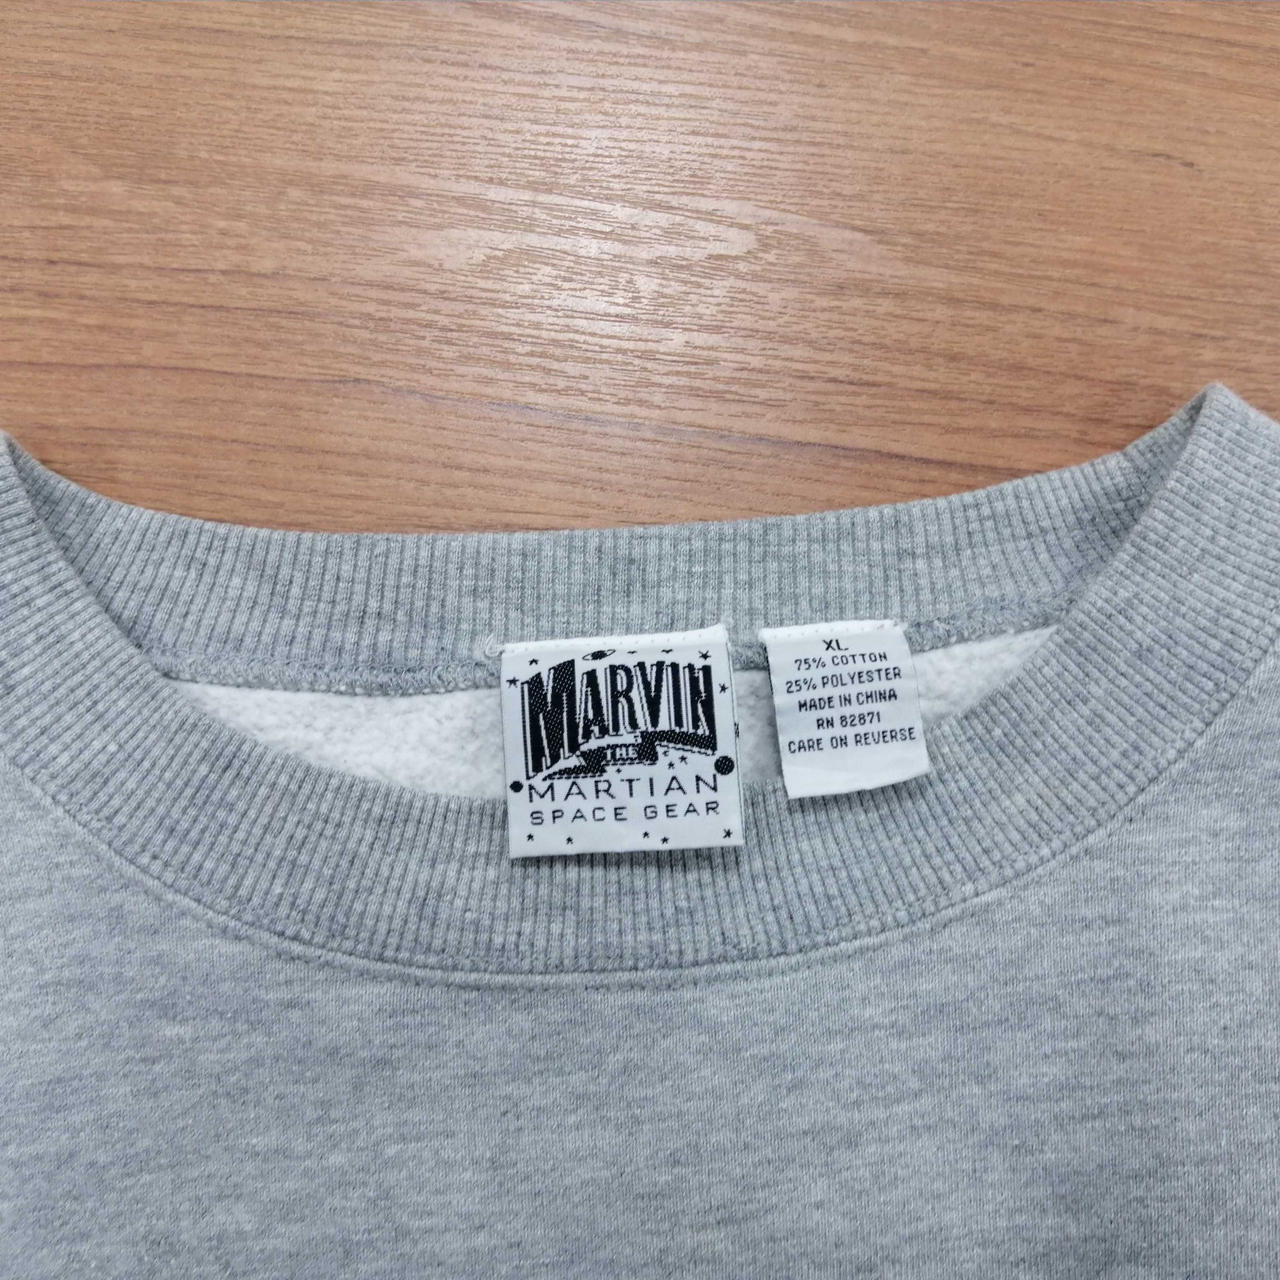 MARVIN
THE
MARTIAN
SPACE GEAR
XL
75% COTTON
25% POLYESTER
MADE IN CHINA
RN 82871
CARE ON REVERSE